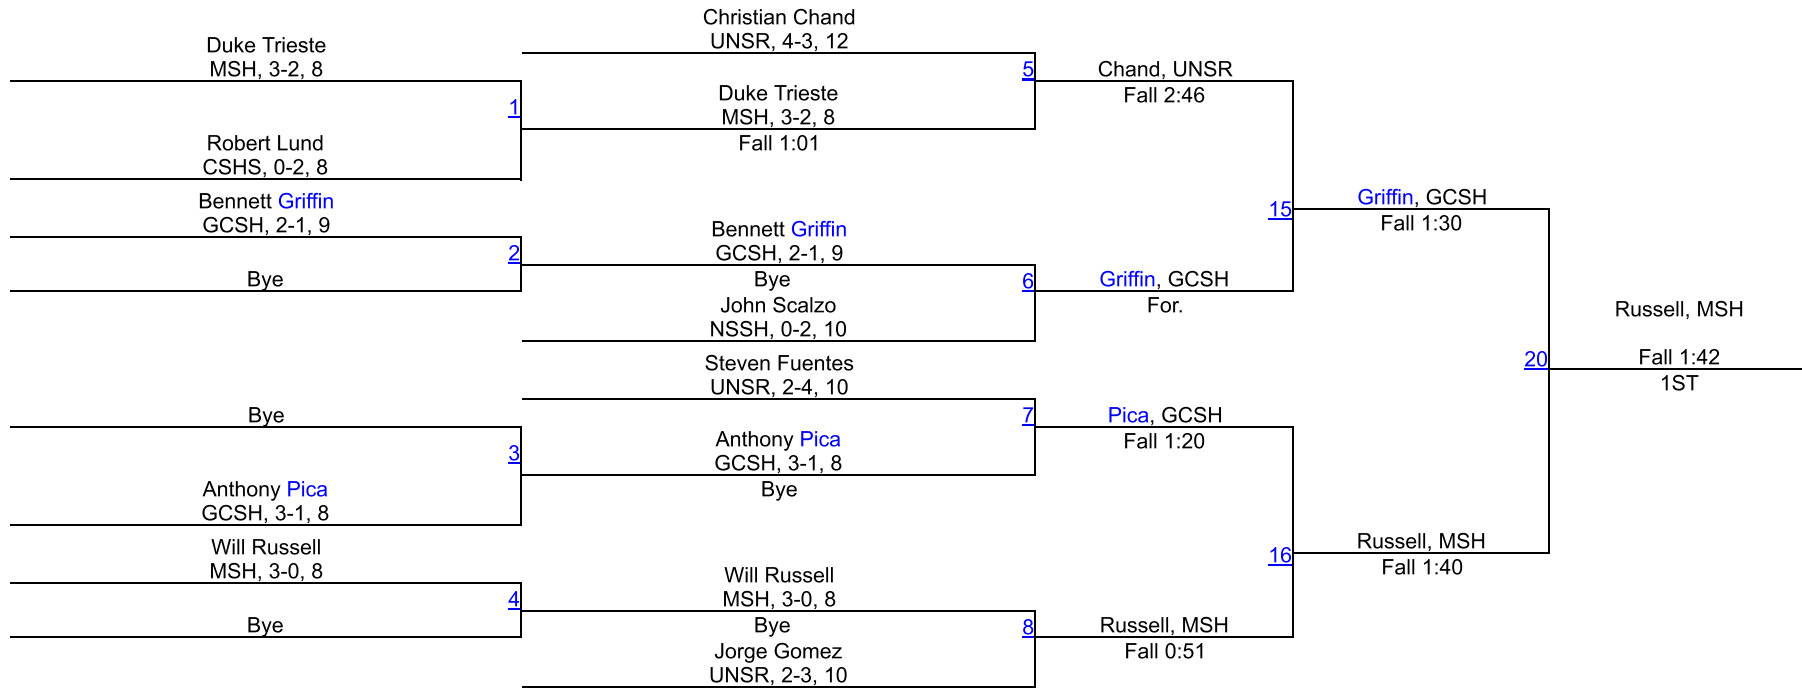 Duke Trieste
MSH, 3-2, 8
1
Robert Lund
CSHS, 0-2, 8
Bennett Griffin
GCSH, 2-1, 9
2
Bye
Bye
3
Anthony Pica
GCSH, 3-1, 8
Will Russell
MSH, 3-0, 8
4
Bye
Christian Chand
UNSR, 4-3, 12
5
Duke Trieste
MSH, 3-2, 8
Fall 1:01
Bennett Griffin
GCSH, 2-1, 9
Bye
6
John Scalzo
NSSH, 0-2, 10
Steven Fuentes
UNSR, 2-4, 10
7
Anthony Pica
GCSH, 3-1, 8
Bye
Will Russell
MSH, 3-0, 8
Bye
8
Jorge Gomez
UNSR, 2-3, 10
Chand, UNSR
Fall 2:46
15
Griffin, GCSH
For.
Pica, GCSH
Fall 1:20
16
Russell, MSH
Fall 0:51
Griffin, GCSH
Fall 1:30
20
Russell, MSH
Fall 1:40
Russell, MSH
Fall 1:42
1ST